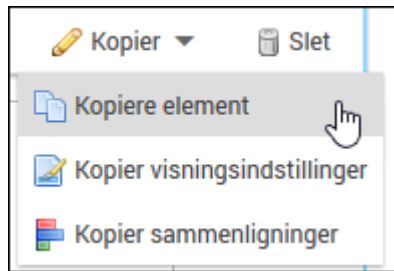 Kopier Slet
Kopiere element
Kopier visningsindstillinger
Kopier sammenligninger